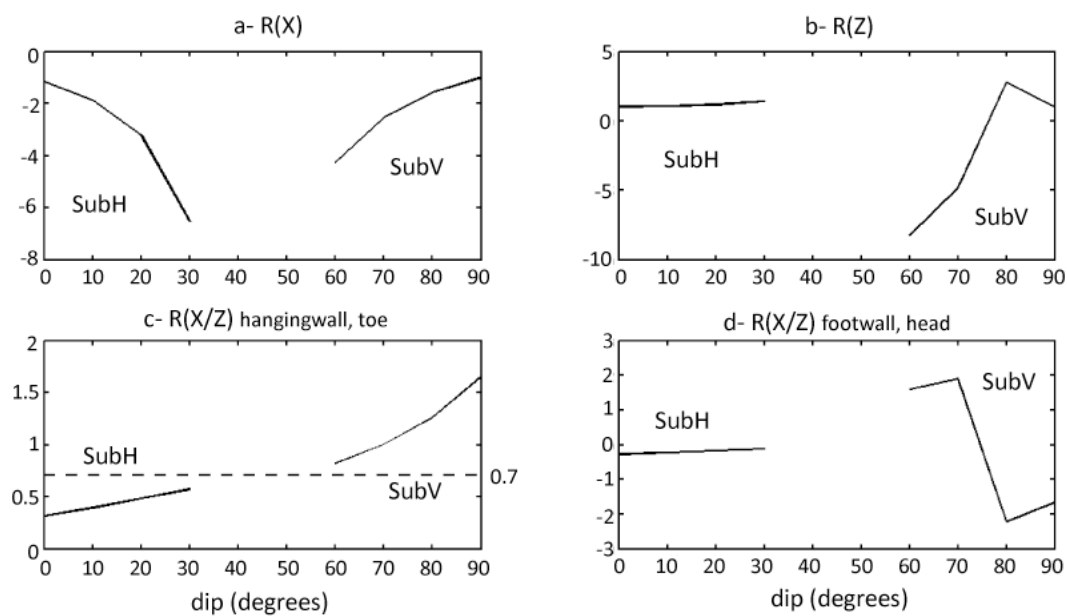 a- R(X)
0
-2
-4
-6
-8
SubH
SubV
0 10 20 30 40 50 60 70 80 90
b- R(Z)
5
0
-5
-10
SubH
SubV
0 10 20 30 40 50 60 70 80 90
c- R(X/Z) hangingwall, toe
2
1.5
1
0.5
0
SubH
SubV
0.7
0 10 20 30 40 50 60 70 80 90
dip (degrees)
d- R(X/Z) footwall, head
3
2
1
0
-1
-2
-3
SubH
SubV
0 10 20 30 40 50 60 70 80 90
dip (degrees)